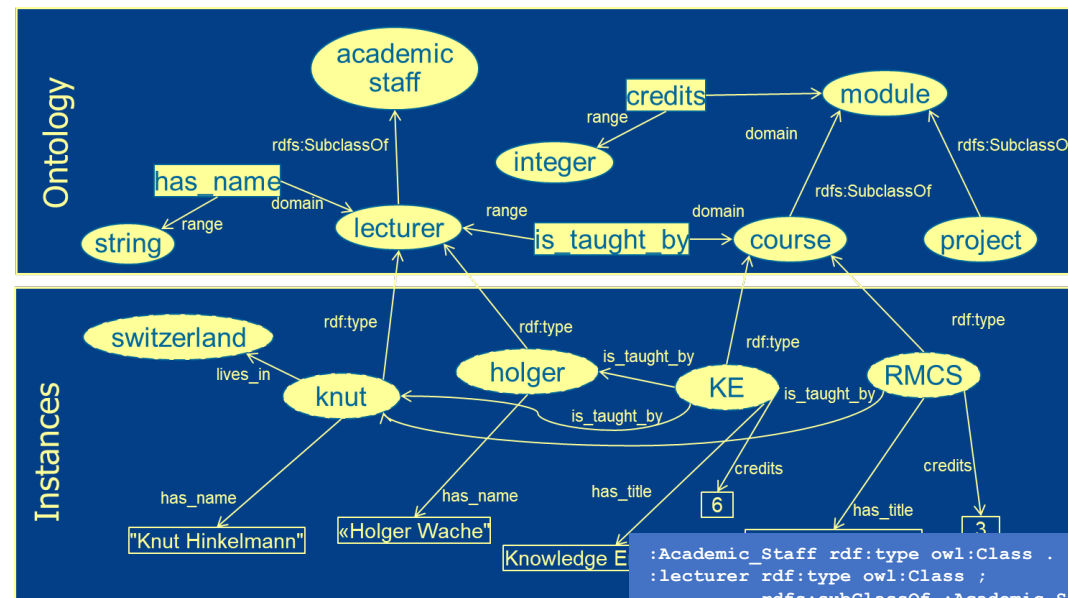 Ontology
academic
staff
credits
module
range
domain
rdfs:SubclassOf
integer
has_name
rdfs:SubclassO
rdfs:SubclassOf
domain
range
range
domain
string
lecturer
is_taught_by
course
project
Instances
rdf:type
rdf:type
rdf:type
rdf:type
switzerland
lives_in
knut
holger
is_taught_by
KE
RMCS
is_taught_by
is_taught_by
has_name
has_name
has_title
credits
credits
has_title
6
3
"Knut Hinkelmann"
«Holger Wache"
Knowledge E
:Academic_Staff rdf:type owl:Class .
:lecturer rdf:type owl:Class ;
rdfs:subClassOf :Academic_S